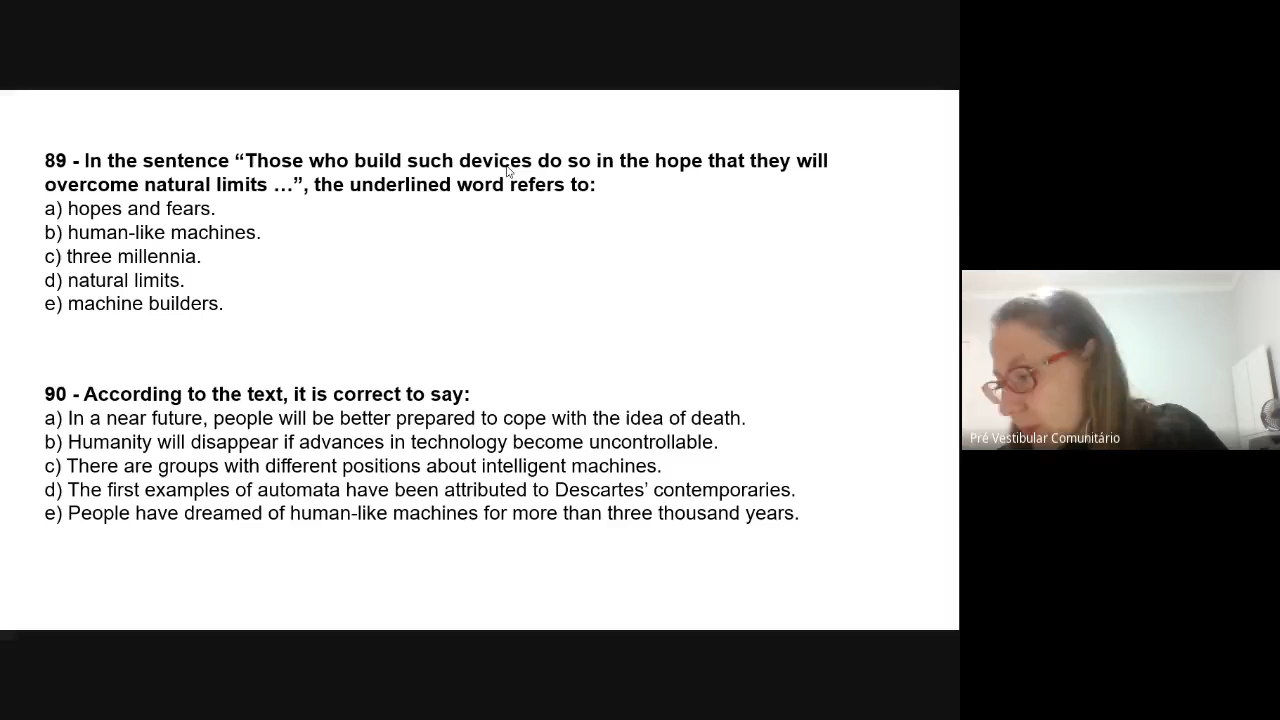 89 - In the sentence “Those who build such devices do so in the hope that they will
overcome natural limits …”, the underlined word refers to:
a) hopes and fears.
b) human-like machines.
c) three millennia.
d) natural limits.
e) machine builders.
90 - According to the text, it is correct to say:
a) In a near future, people will be better prepared to cope with the idea of death.
b) Humanity will disappear if advances in technology become uncontrollable.
c) There are groups with different positions about intelligent machines.
d) The first examples of automata have been attributed to Descartes’ contemporaries.
e) People have dreamed of human-like machines for more than three thousand years.
Pré Vestibular Comunitário